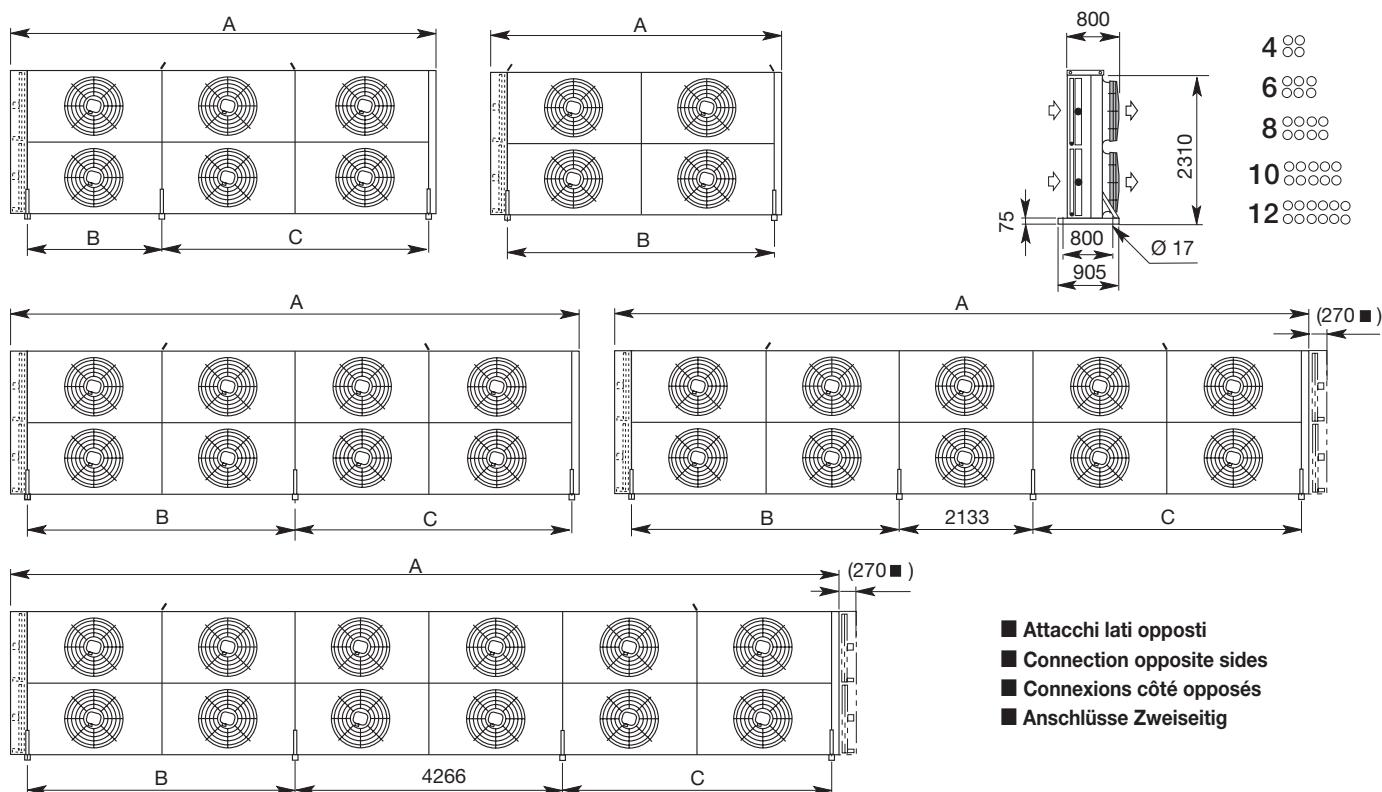 A
B
C
A
B
800
2310
75
800
905
Ø 17
4
6
8
10
12
A
B
C
A
(270 ■ )
B
2133
C
A
(270 ■ )
B
4266
C
■ Attacchi lati opposti
■ Connection opposite sides
■ Connexions côté opposés
■ Anschlüsse Zweiseitig